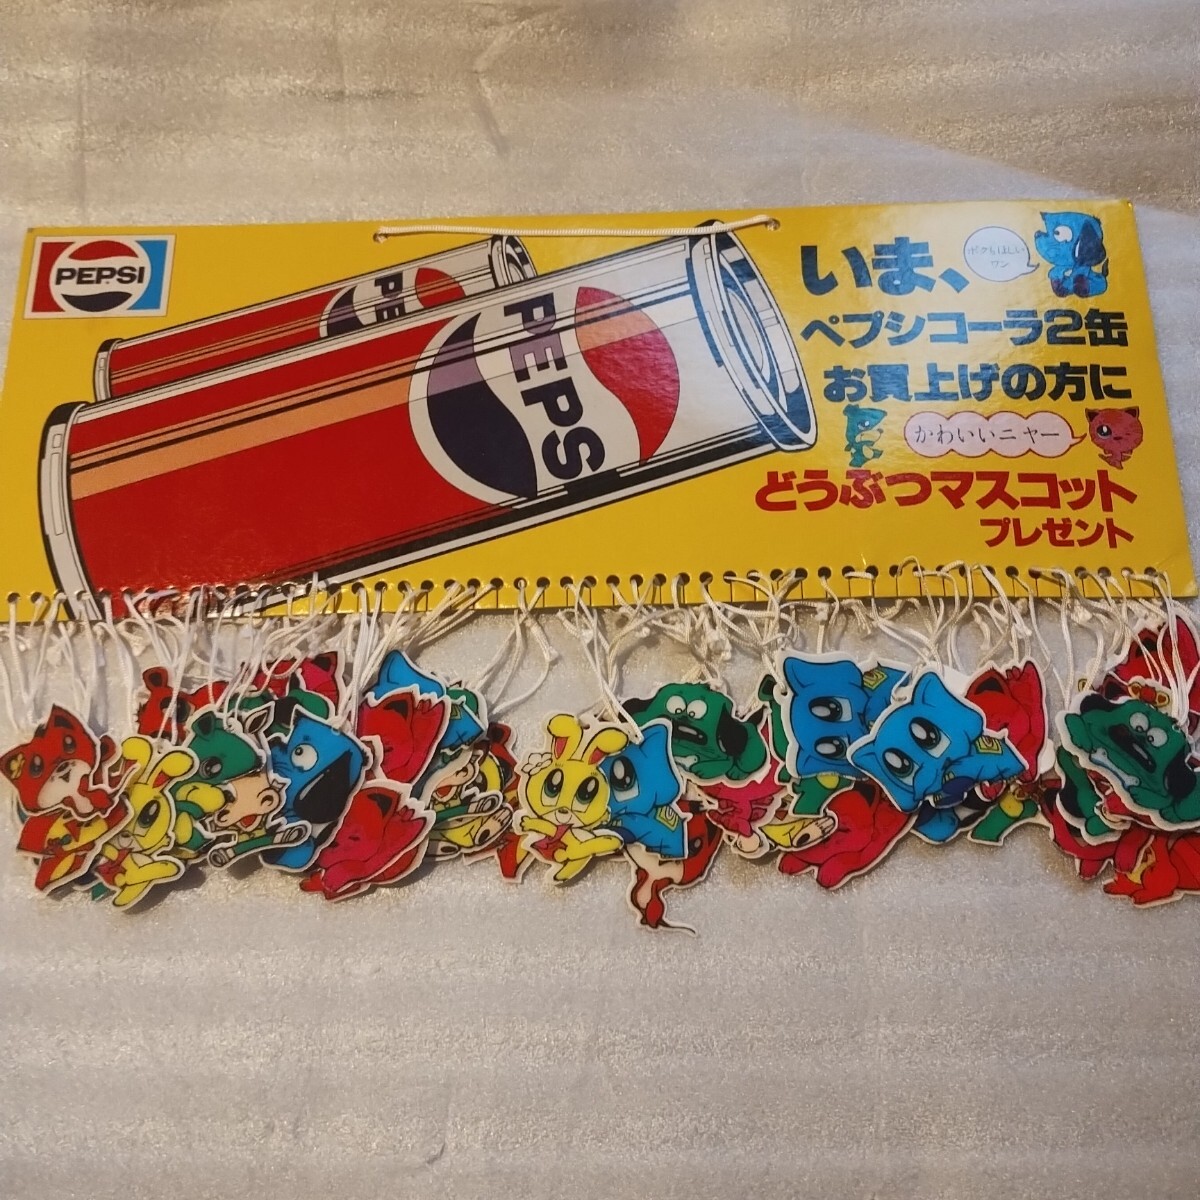 PEPSI
PE
PEPS
いま、
ボクもほしい
ワン
ペプシコーラ2缶
お買上げの方に
かわいいニャー
どうぶつマスコット
プレゼント